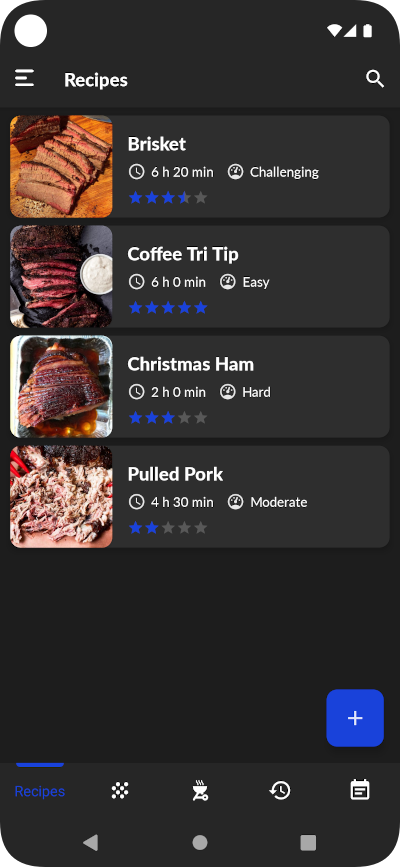 Recipes
Brisket
6 h 20 min Challenging
Coffee Tri Tip
6 h 0 min Easy
Christmas Ham
2 h 0 min Hard
Pulled Pork
4 h 30 min Moderate
+
Recipes